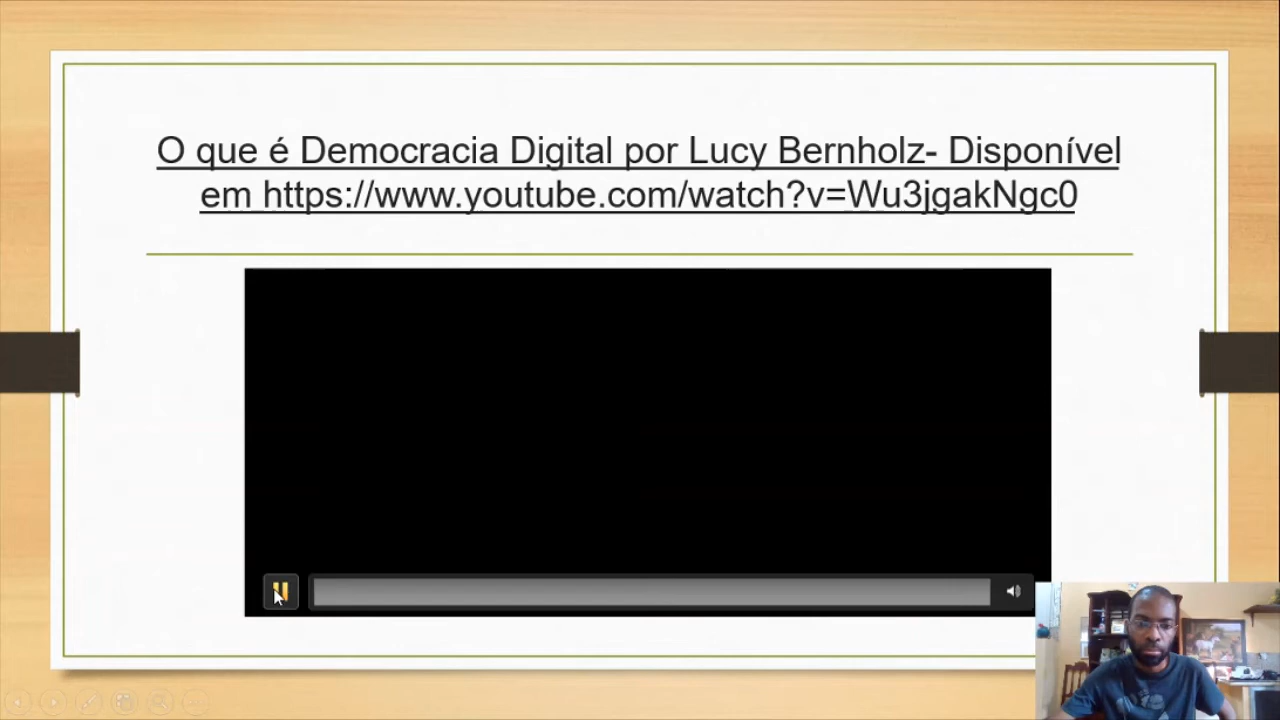 O que é Democracia Digital por Lucy Bernholz- Disponível
em https://www.youtube.com/watch?v=Wu3jgakNgc0